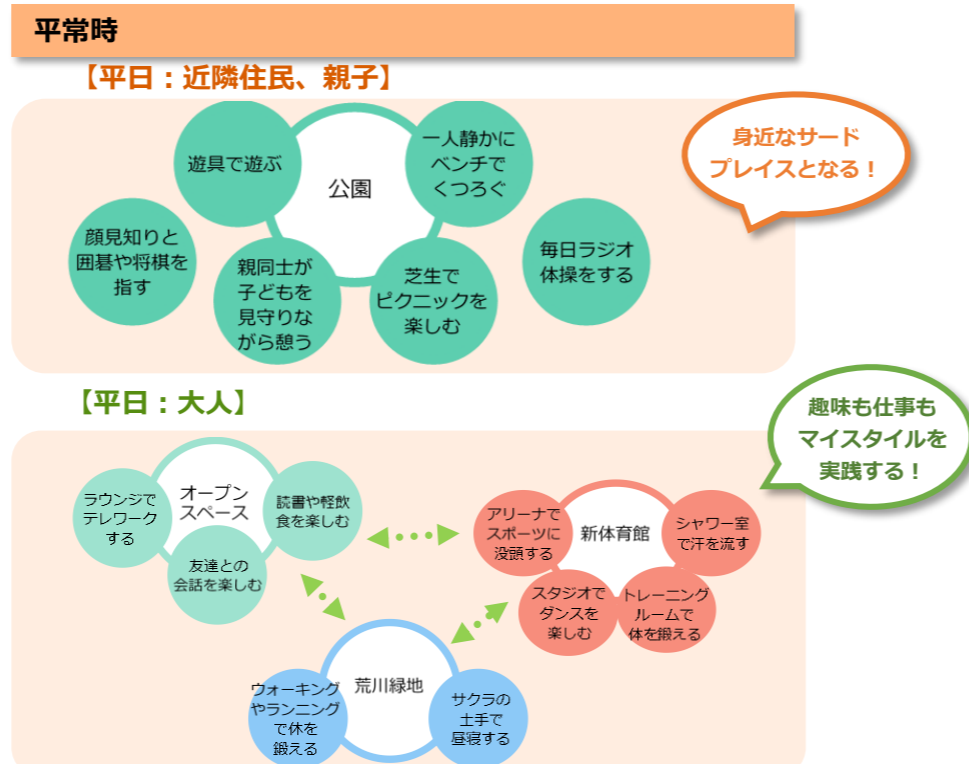 平常時
【平日：近隣住民、親子】
身近なサード
プレイスとなる！
公園
遊具で遊ぶ
一人静かに
ベンチで
くつろぐ
顔見知りと
囲碁や将棋を
指す
親同士が
子どもを
見守りな
がら憩う
芝生で
ピクニックを
楽しむ
毎日ラジオ
体操をする
【平日：大人】
趣味も仕事も
マイスタイルを
実践する！
オープン
スペース
ラウンジで
テレワーク
する
読書や軽飲
食を楽しむ
友達との
会話を楽しむ
新体育館
アリーナで
スポーツに
没頭する
シャワー室
で汗を流す
スタジオで
ダンスを
楽しむ
トレーニング
ルームで
体を鍛える
荒川緑地
ウォーキング
やランニング
で休を
鍛える
サクラの
土手で
昼寝する